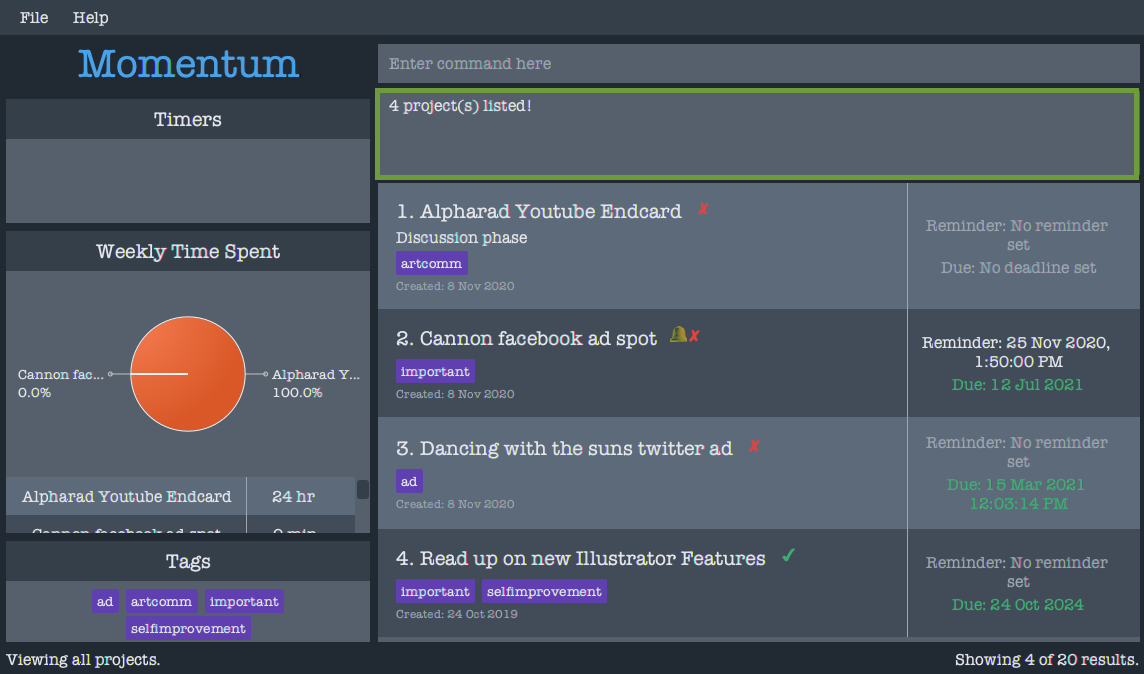 File Help
Momentum
Timers
Weekly Time Spent
Cannon fac...
0.0%
Alpharad Y...
100.0%
Alpharad Youtube Endcard 24 hr
Cannon facebook ad spot 0 min
Tags
ad artcomm important
selfimprovement
Enter command here
4 project(s) listed!
1. Alpharad Youtube Endcard
Discussion phase
artcomm
Created: 8 Nov 2020
Reminder: No reminder
set
Due: No deadline set
2. Cannon facebook ad spot
important
Created: 8 Nov 2020
Reminder: 25 Nov 2020,
1:50:00 PM
Due: 12 Jul 2021
3. Dancing with the suns twitter ad
ad
Created: 8 Nov 2020
Reminder: No reminder
set
Due: 15 Mar 2021
12:03:14 PM
4. Read up on new Illustrator Features
important selfimprovement
Created: 24 Oct 2019
Reminder: No reminder
set
Due: 24 Oct 2024
Viewing all projects.
Showing 4 of 20 results.